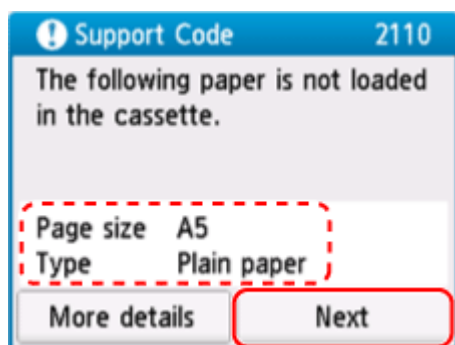 Support Code 2110
The following paper is not loaded
in the cassette.
Page size A5
Type Plain paper
More details Next